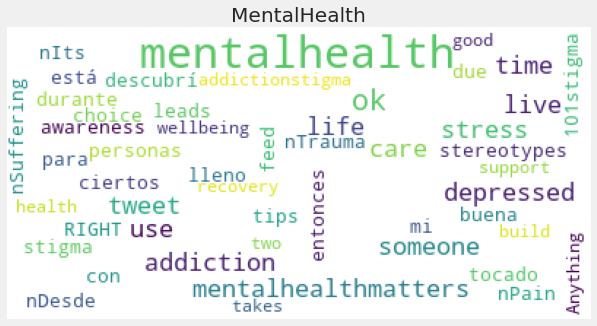 MentalHealth
mentalhealth
good
nIts
time
está
descubrí
addictionstigma
due
101stigma
nSuffering
durante
choice
leads
ok
live
awareness
wellbeing
life
feed
nTrauma
stress
para
personas
care
stereotypes
ciertos
lleno
recovery
support
depressed
health
tweet
tips
entonces
mi
buena
RIGHT
use
two
build
stigma
someone
Anything
addiction
con
tocado
nDesde
mentalhealthmatters
nPain
takes